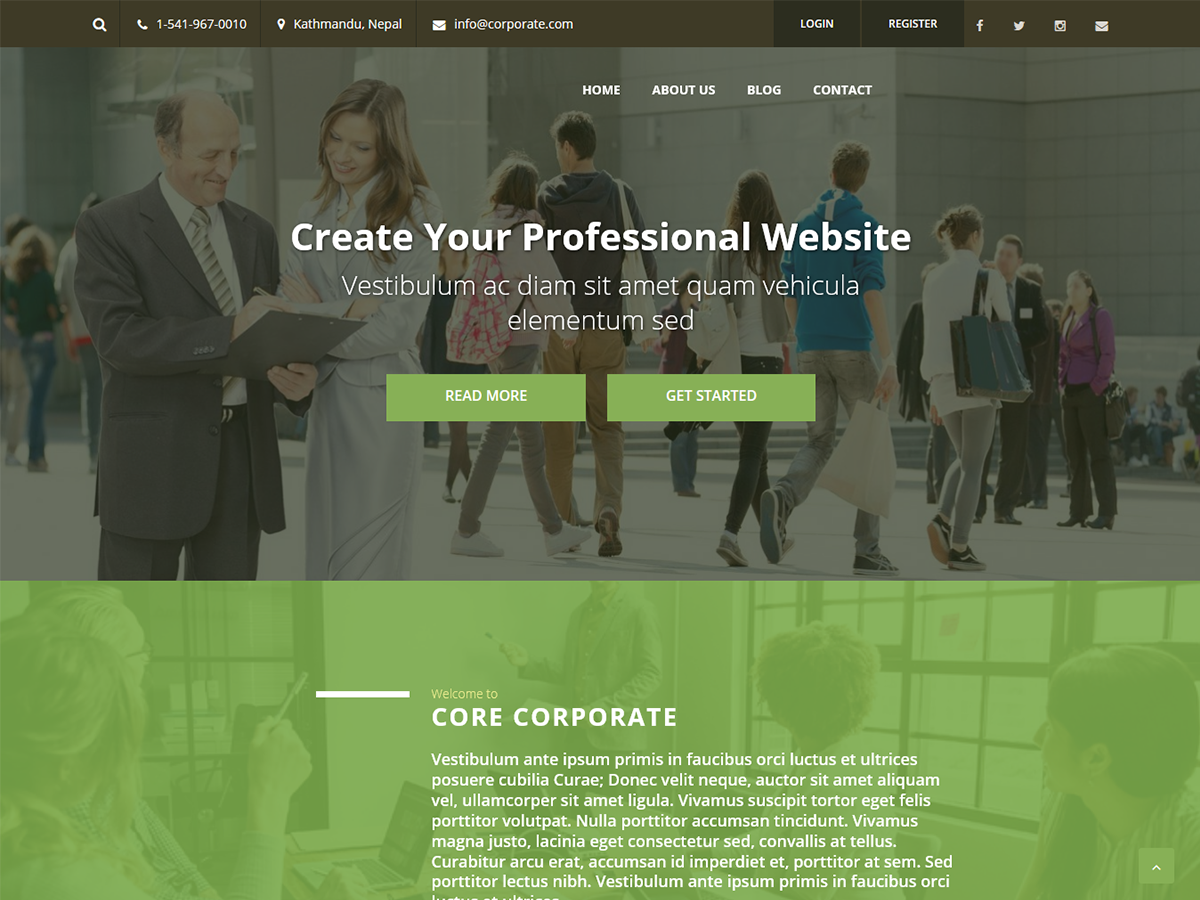 1-541-967-0010
Kathmandu, Nepal
info@corporate.com
LOGIN
REGISTER
HOME
ABOUT US
BLOG
CONTACT
Create Your Professional Website
Vestibulum ac diam sit amet quam vehicula
elementum sed
READ MORE
GET STARTED
Welcome to
CORE CORPORATE
Vestibulum ante ipsum primis in faucibus orci luctus et ultrices
posuere cubilia Curae; Donec velit neque, auctor sit amet aliquam
vel, ullamcorper sit amet ligula. Vivamus suscipit tortor eget felis
porttitor volutpat. Nulla porttitor accumsan tincidunt. Vivamus
magna justo, lacinia eget consectetur sed, convallis at tellus.
Curabitur arcu erat, accumsan id imperdiet et, porttitor at sem. Sed
porttitor lectus nibh. Vestibulum ante ipsum primis in faucibus orci